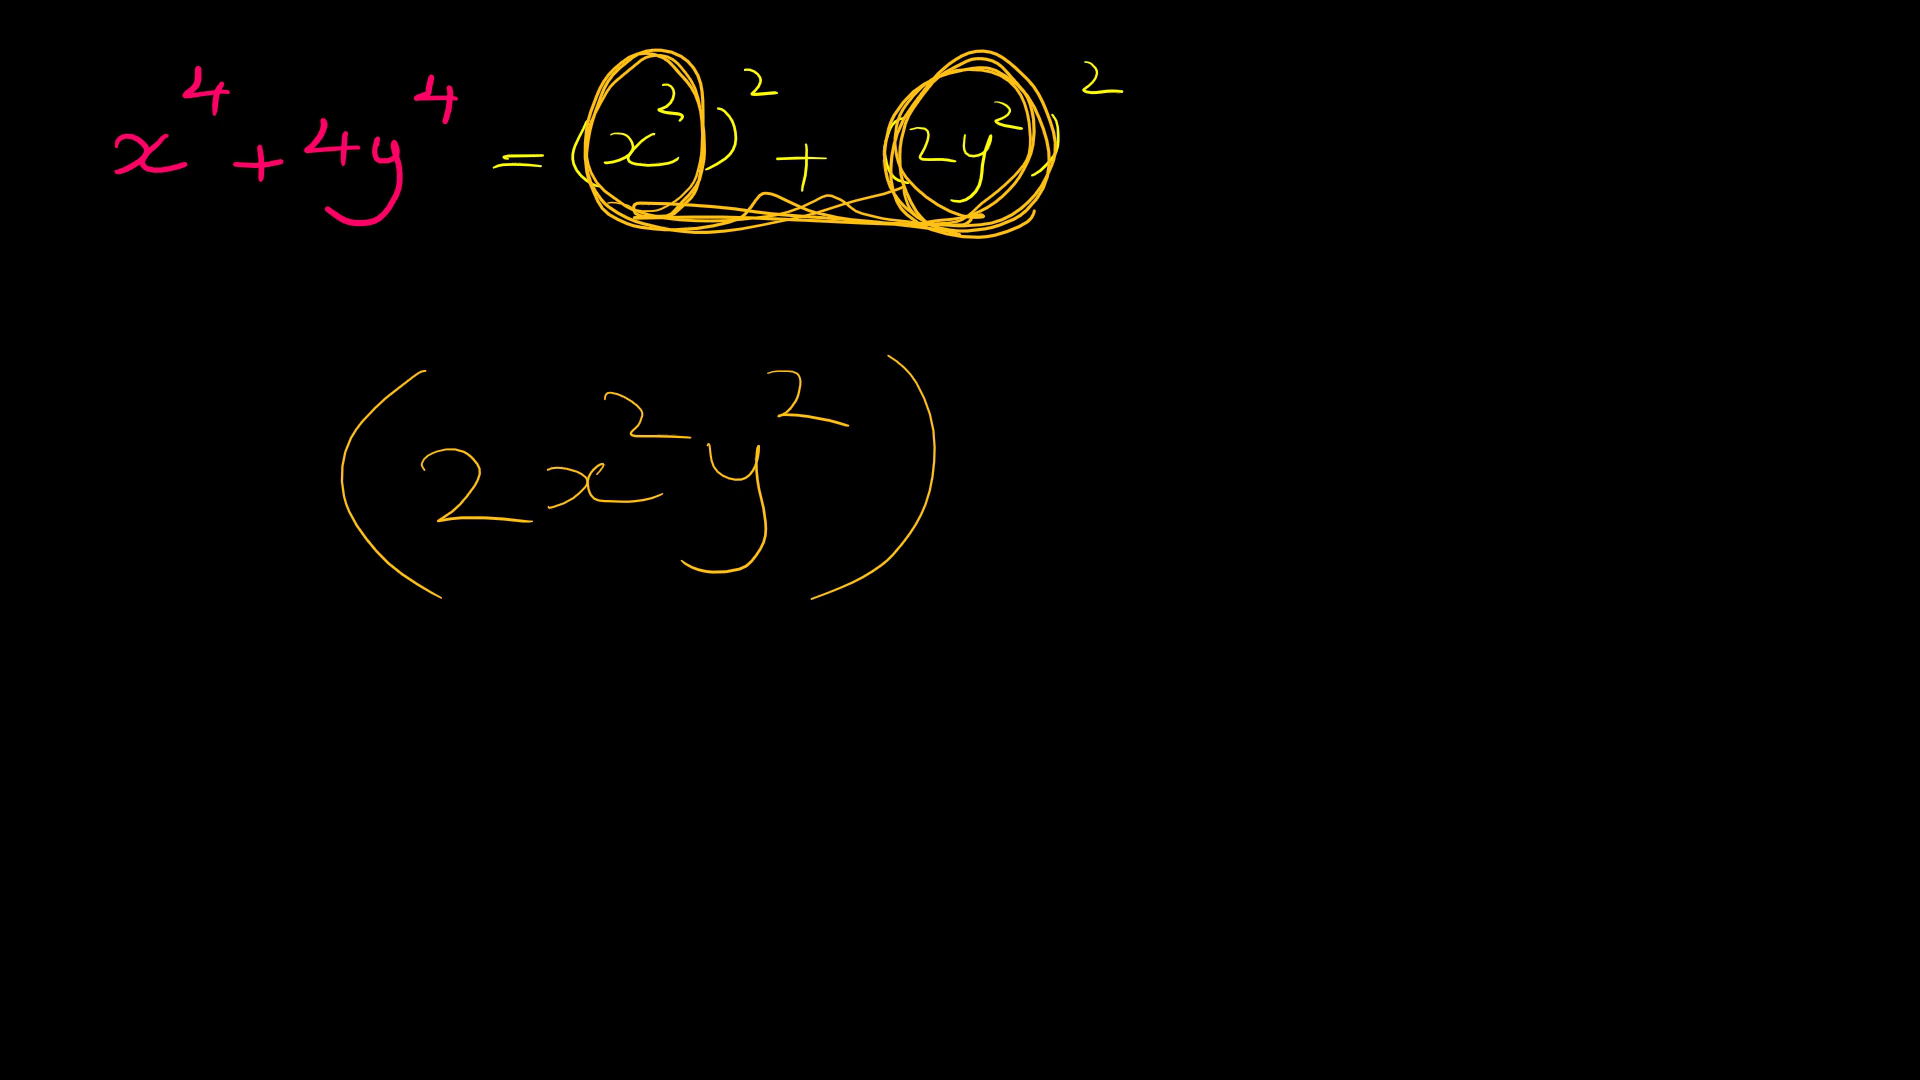 x⁴ + 4y⁴ = (x²)² + (2y²)²
(2x²y²)